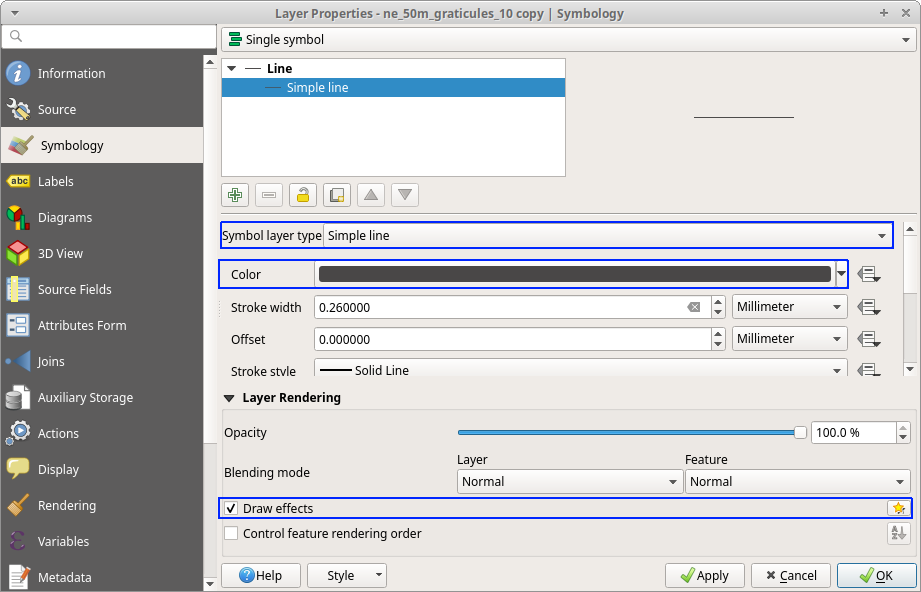 Layer Properties - ne_50m_graticules_10 copy | Symbology
Single symbol
Information
Source
Symbology
Labels
abc
Diagrams
3D View
Source Fields
Attributes Form
Joins
Auxiliary Storage
Actions
Display
Rendering
Variables
Metadata
Line
Simple line
Symbol layer type Simple line
Color
Stroke width 0.260000 Millimeter
Offset 0.000000 Millimeter
Stroke style Solid Line
Layer Rendering
Opacity 100.0 %
Layer Feature
Blending mode Normal Normal
Draw effects
Control feature rendering order
Help Style Apply Cancel OK